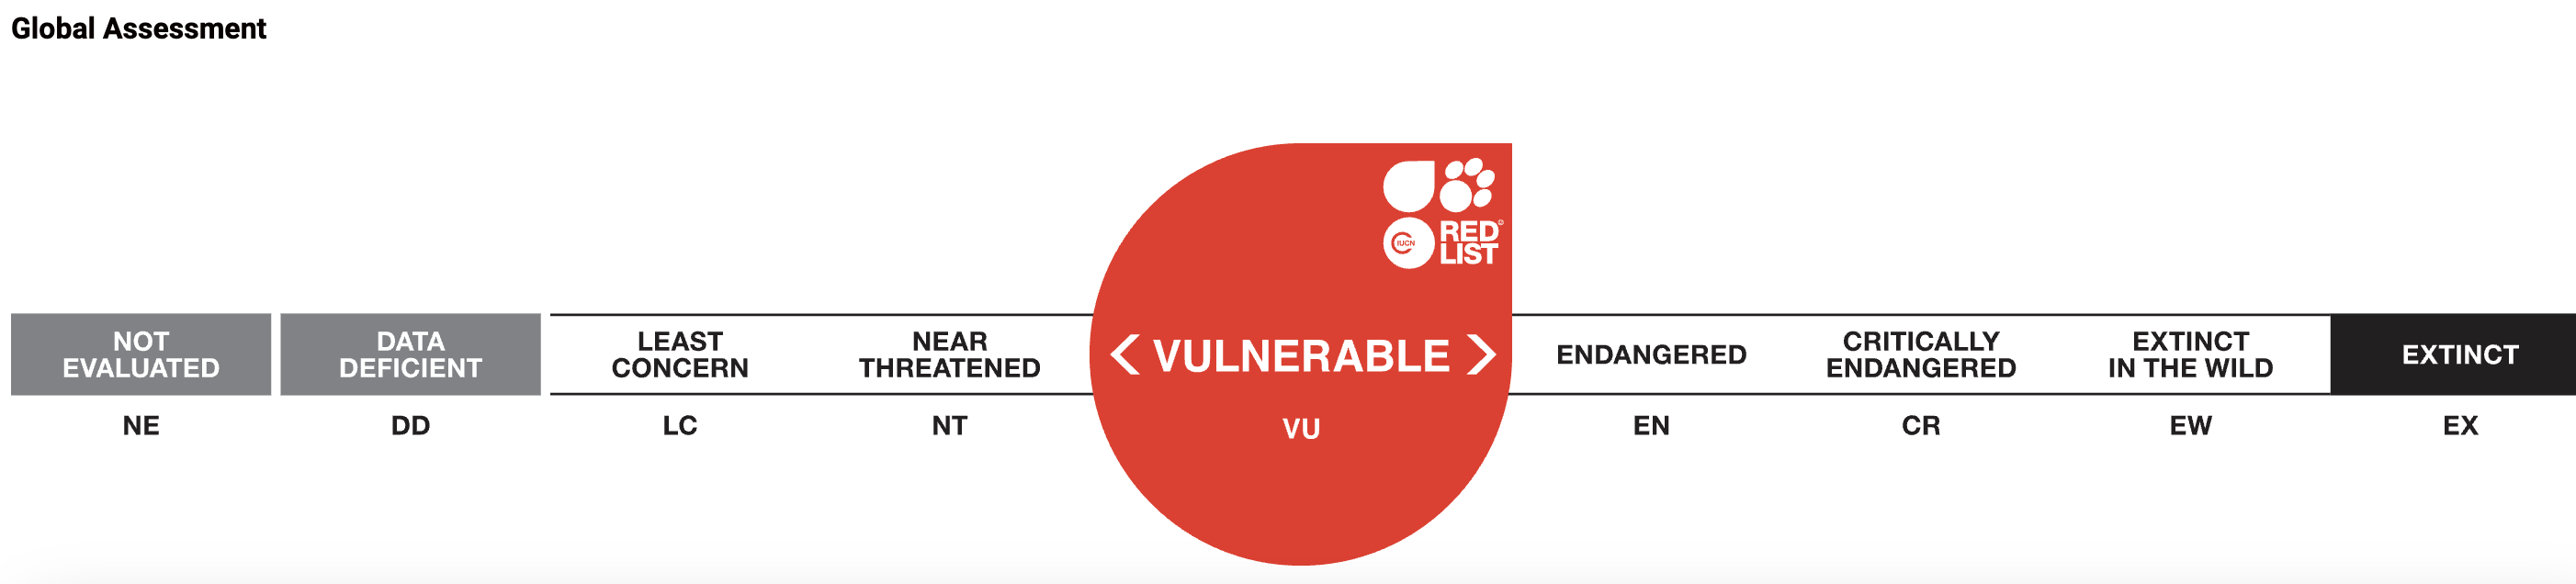 Global Assessment
RED
LIST
IUCN
NOT
EVALUATED
DATA
DEFICIENT
LEAST
CONCERN
NEAR
THREATENED
< VULNERABLE >
ENDANGERED
CRITICALLY
ENDANGERED
EXTINCT
IN THE WILD
EXTINCT
NE
DD
LC
NT
VU
EN
CR
EW
EX